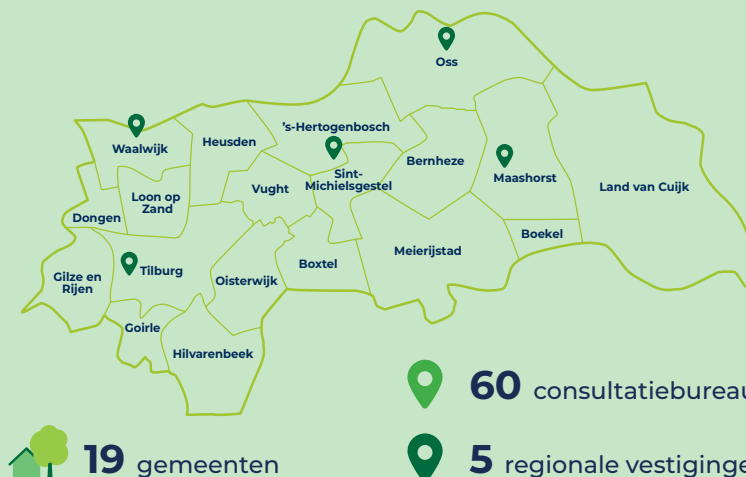 Oss
's-Hertogenbosch
Heusden
Waalwijk
Bernheze
Sint-
Michielsgestel
Maashorst
Vught
Land van Cuijk
Loon op
Zand
Dongen
Boekel
Meierijstad
Boxtel
Tilburg
Gilze en
Rijen
Oisterwijk
Goirle
Hilvarenbeek
60 consultatiebureau
19 gemeenten
5 regionale vestiginge